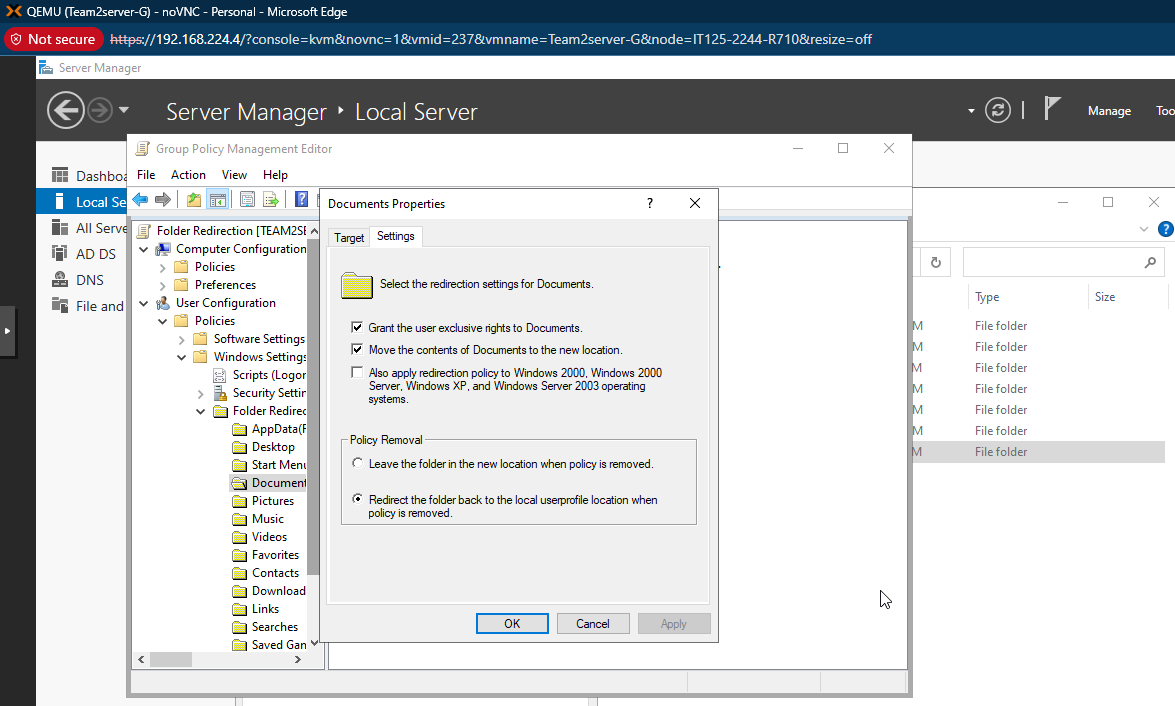 QEMU (Team2server-G) - noVNC - Personal - Microsoft Edge
Not secure
https://192.168.224.4/?console=kvm&novnc=1&vmid=237&vmname=Team2server-G&node=IT125-2244-R710&resize=off
Server Manager
Server Manager ‣ Local Server
Manage
Too
Dashboa
Local Se
All Serve
AD DS
DNS
File and
Group Policy Management Editor
File Action View Help
Folder Redirection [TEAM2SE
Computer Configuration
Policies
Preferences
User Configuration
Policies
Software Settings
Windows Settings
Scripts (Logon
Security Settin
Folder Redirec
AppData(R
Desktop
Start Menu
Document
Pictures
Music
Videos
Favorites
Contacts
Download
Links
Searches
Saved Gan
Documents Properties
?
Target
Settings
Select the redirection settings for Documents.
Grant the user exclusive rights to Documents.
Move the contents of Documents to the new location.
Also apply redirection policy to Windows 2000, Windows 2000
Server, Windows XP, and Windows Server 2003 operating
systems.
Policy Removal
Leave the folder in the new location when policy is removed.
Redirect the folder back to the local userprofile location when
policy is removed.
OK
Cancel
Apply
Type
Size
M File folder
M File folder
M File folder
M File folder
M File folder
M File folder
M File folder